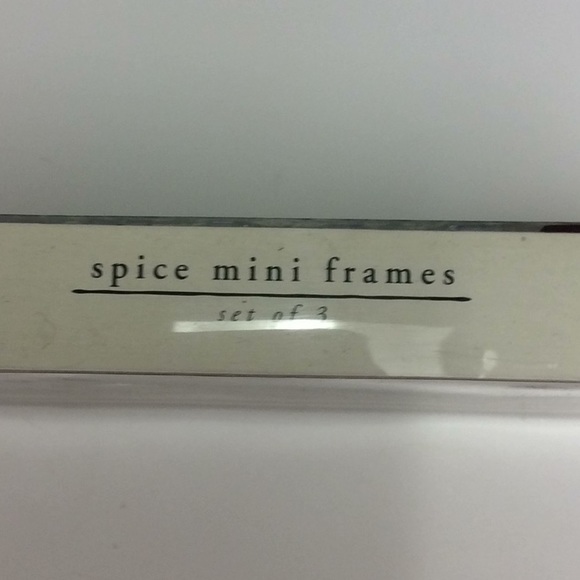 spice mini frames
set of 3